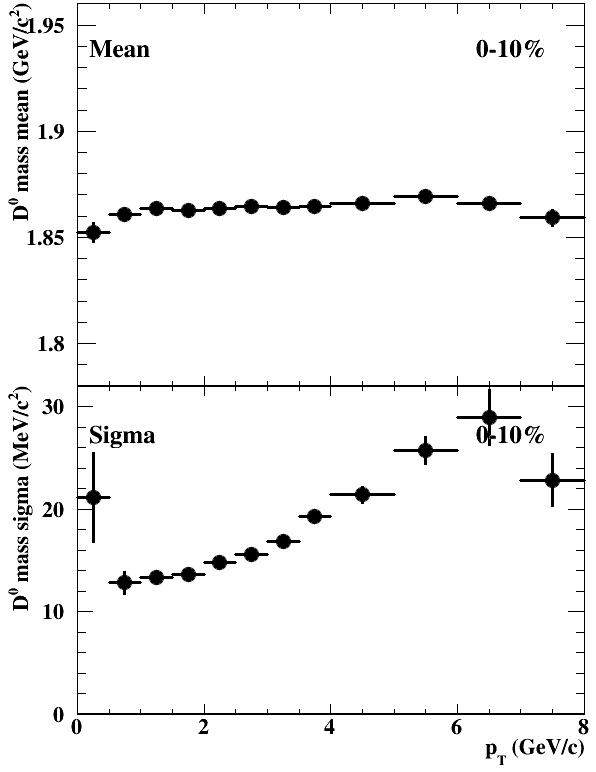 1.95
Mean 0-10%
1.9
1.85
1.8
D⁰ mass mean (GeV/c²)
30
Sigma 0-10%
20
10
0
D⁰ mass sigma (MeV/c²)
0 2 4 6 8
p_T (GeV/c)